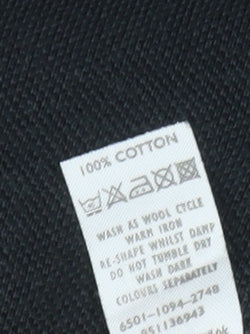 100% COTTON
WASH AS WOOL CYCLE
WARM IRON
RE-SHAPE WHILST DAMP
DO NOT TUMBLE DRY
WASH DARK
COLOURS SEPARATELY
6501-1094-2748